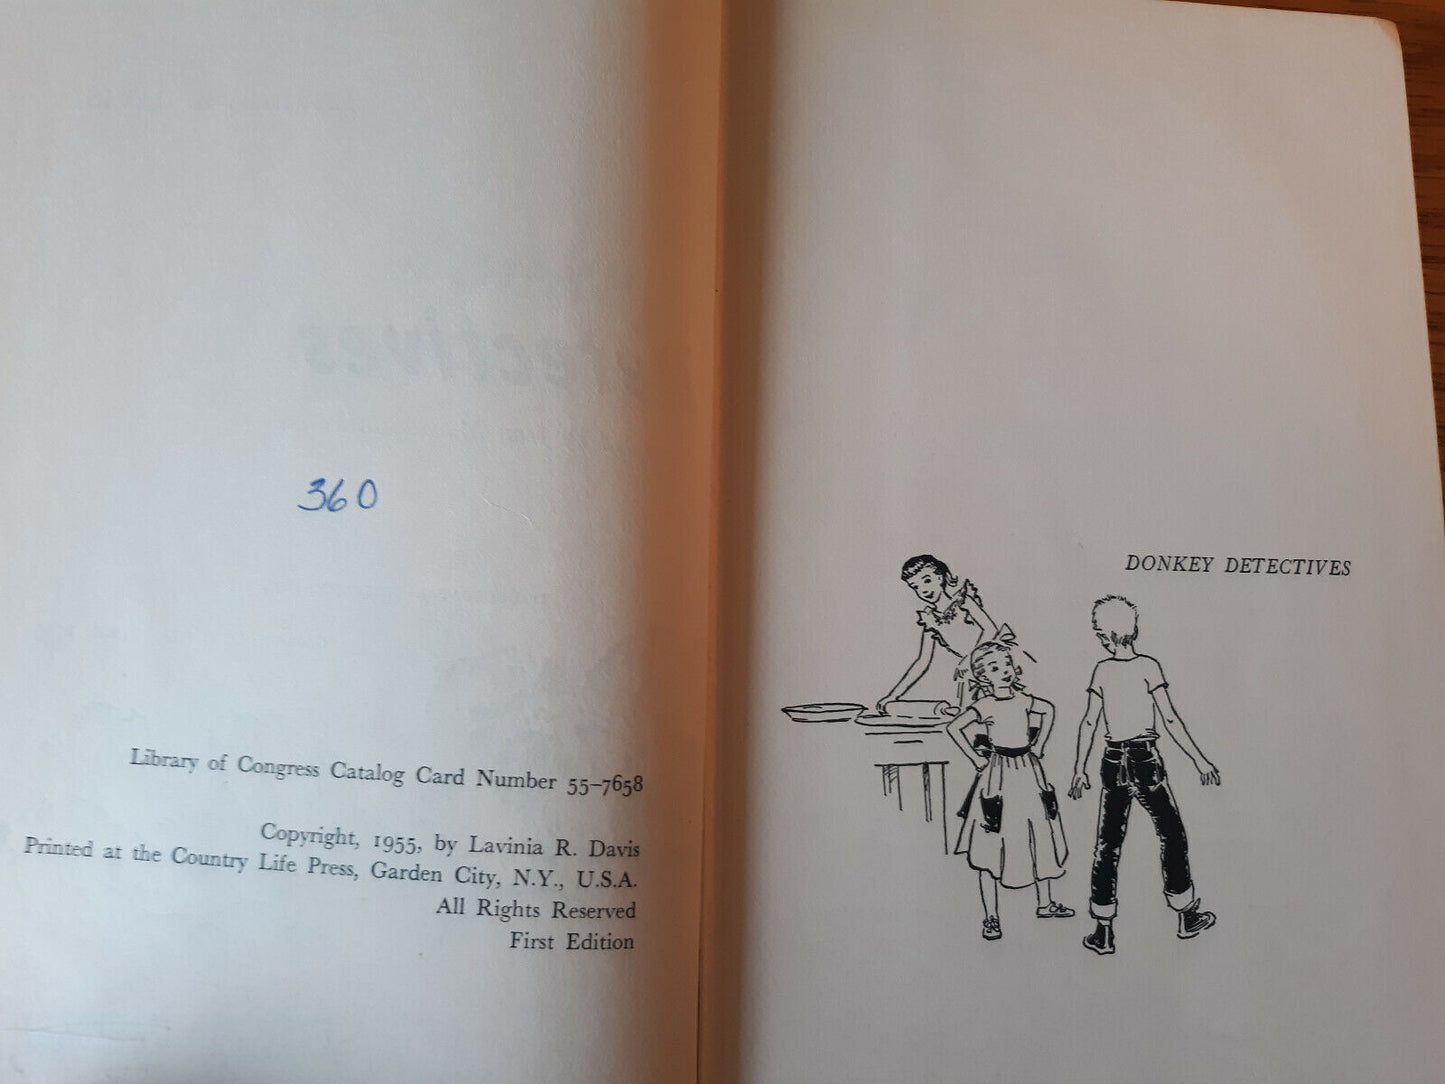 360
Library of Congress Catalog Card Number 55–7658
Copyright, 1955, by Lavinia R. Davis
Printed at the Country Life Press, Garden City, N.Y., U.S.A.
All Rights Reserved
First Edition
DONKEY DETECTIVES